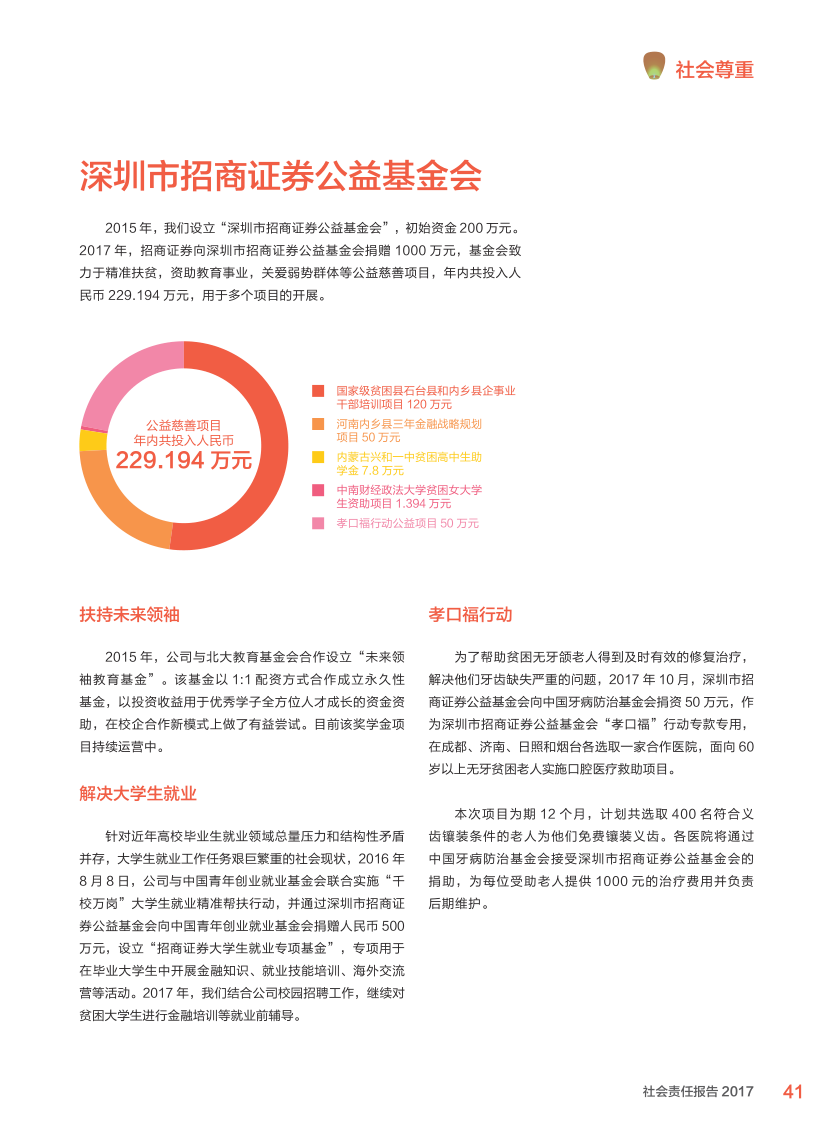 社会尊重
深圳市招商证券公益基金会
2015 年，我们设立“深圳市招商证券公益基金会”，初始资金 200 万元。
2017 年，招商证券向深圳市招商证券公益基金会捐赠 1000 万元，基金会致
力于精准扶贫，资助教育事业，关爱弱势群体等公益慈善项目，年内共投入人
民币 229.194 万元，用于多个项目的开展。
公益慈善项目
年内共投入人民币
229.194 万元
国家级贫困县石台县和内乡县企事业
干部培训项目 120 万元
河南内乡县三年金融战略规划
项目 50 万元
内蒙古兴和一中贫困高中生助
学金 7.8 万元
中南财经政法大学贫困女大学
生资助项目 1.394 万元
孝口福行动公益项目 50 万元
扶持未来领袖
2015 年，公司与北大教育基金会合作设立“未来领
袖教育基金”。该基金以 1:1 配资方式合作成立永久性
基金，以投资收益用于优秀学子全方位人才成长的资金资
助，在校企合作新模式上做了有益尝试。目前该奖学金项
目持续运营中。
解决大学生就业
针对近年高校毕业生就业领域总量压力和结构性矛盾
并存，大学生就业工作任务艰巨繁重的社会现状，2016 年
8 月 8 日，公司与中国青年创业就业基金会联合实施“千
校万岗”大学生就业精准帮扶行动，并通过深圳市招商证
券公益基金会向中国青年创业就业基金会捐赠人民币 500
万元，设立“招商证券大学生就业专项基金”，专项用于
在毕业大学生中开展金融知识、就业技能培训、海外交流
营等活动。2017 年，我们结合公司校园招聘工作，继续对
贫困大学生进行金融培训等就业前辅导。
孝口福行动
为了帮助贫困无牙颌老人得到及时有效的修复治疗，
解决他们牙齿缺失严重的问题，2017 年 10 月，深圳市招
商证券公益基金会向中国牙病防治基金会捐资 50 万元，作
为深圳市招商证券公益基金会“孝口福”行动专款专用，
在成都、济南、日照和烟台各选取一家合作医院，面向 60
岁以上无牙贫困老人实施口腔医疗救助项目。
本次项目为期 12 个月，计划共选取 400 名符合义
齿镶装条件的老人为他们免费镶装义齿。各医院将通过
中国牙病防治基金会接受深圳市招商证券公益基金会的
捐助，为每位受助老人提供 1000 元的治疗费用并负责
后期维护。
社会责任报告 2017 41